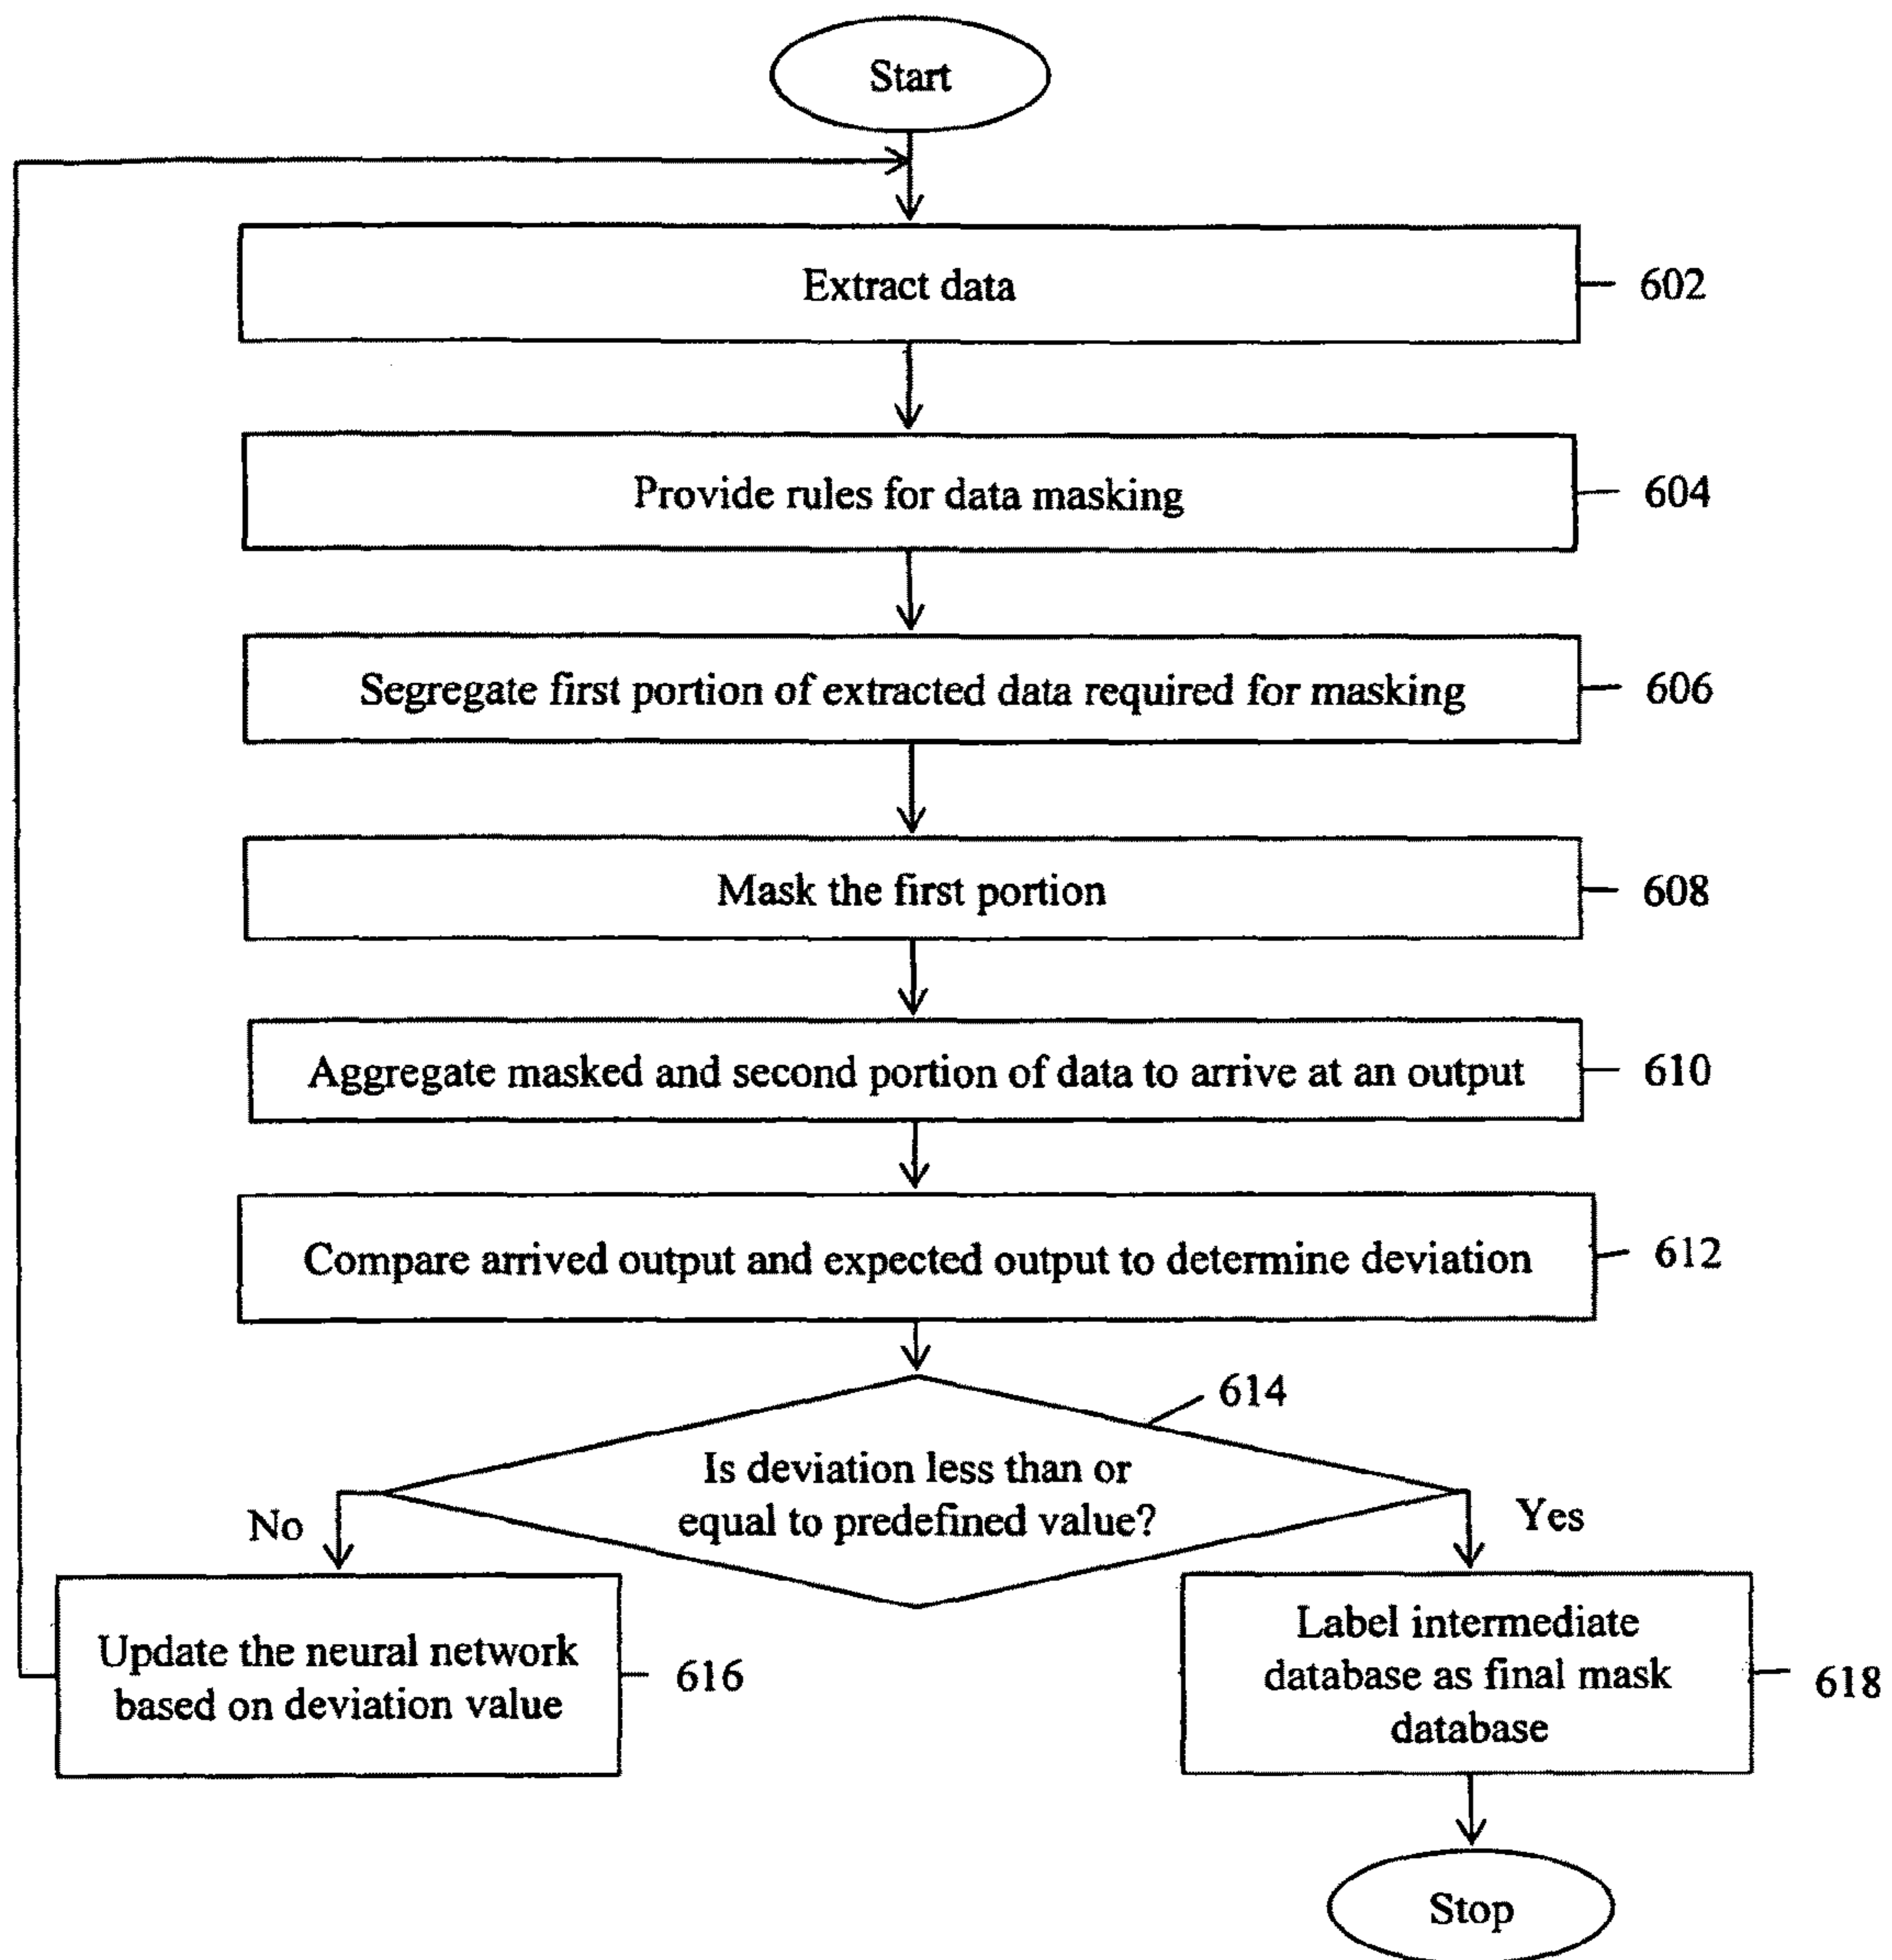 Start
Extract data
602
Provide rules for data masking
604
Segregate first portion of extracted data required for masking
606
Mask the first portion
608
Aggregate masked and second portion of data to arrive at an output
610
Compare arrived output and expected output to determine deviation
612
614
Is deviation less than or
equal to predefined value?
No
Yes
Update the neural network
based on deviation value
616
Label intermediate
database as final mask
database
618
Stop